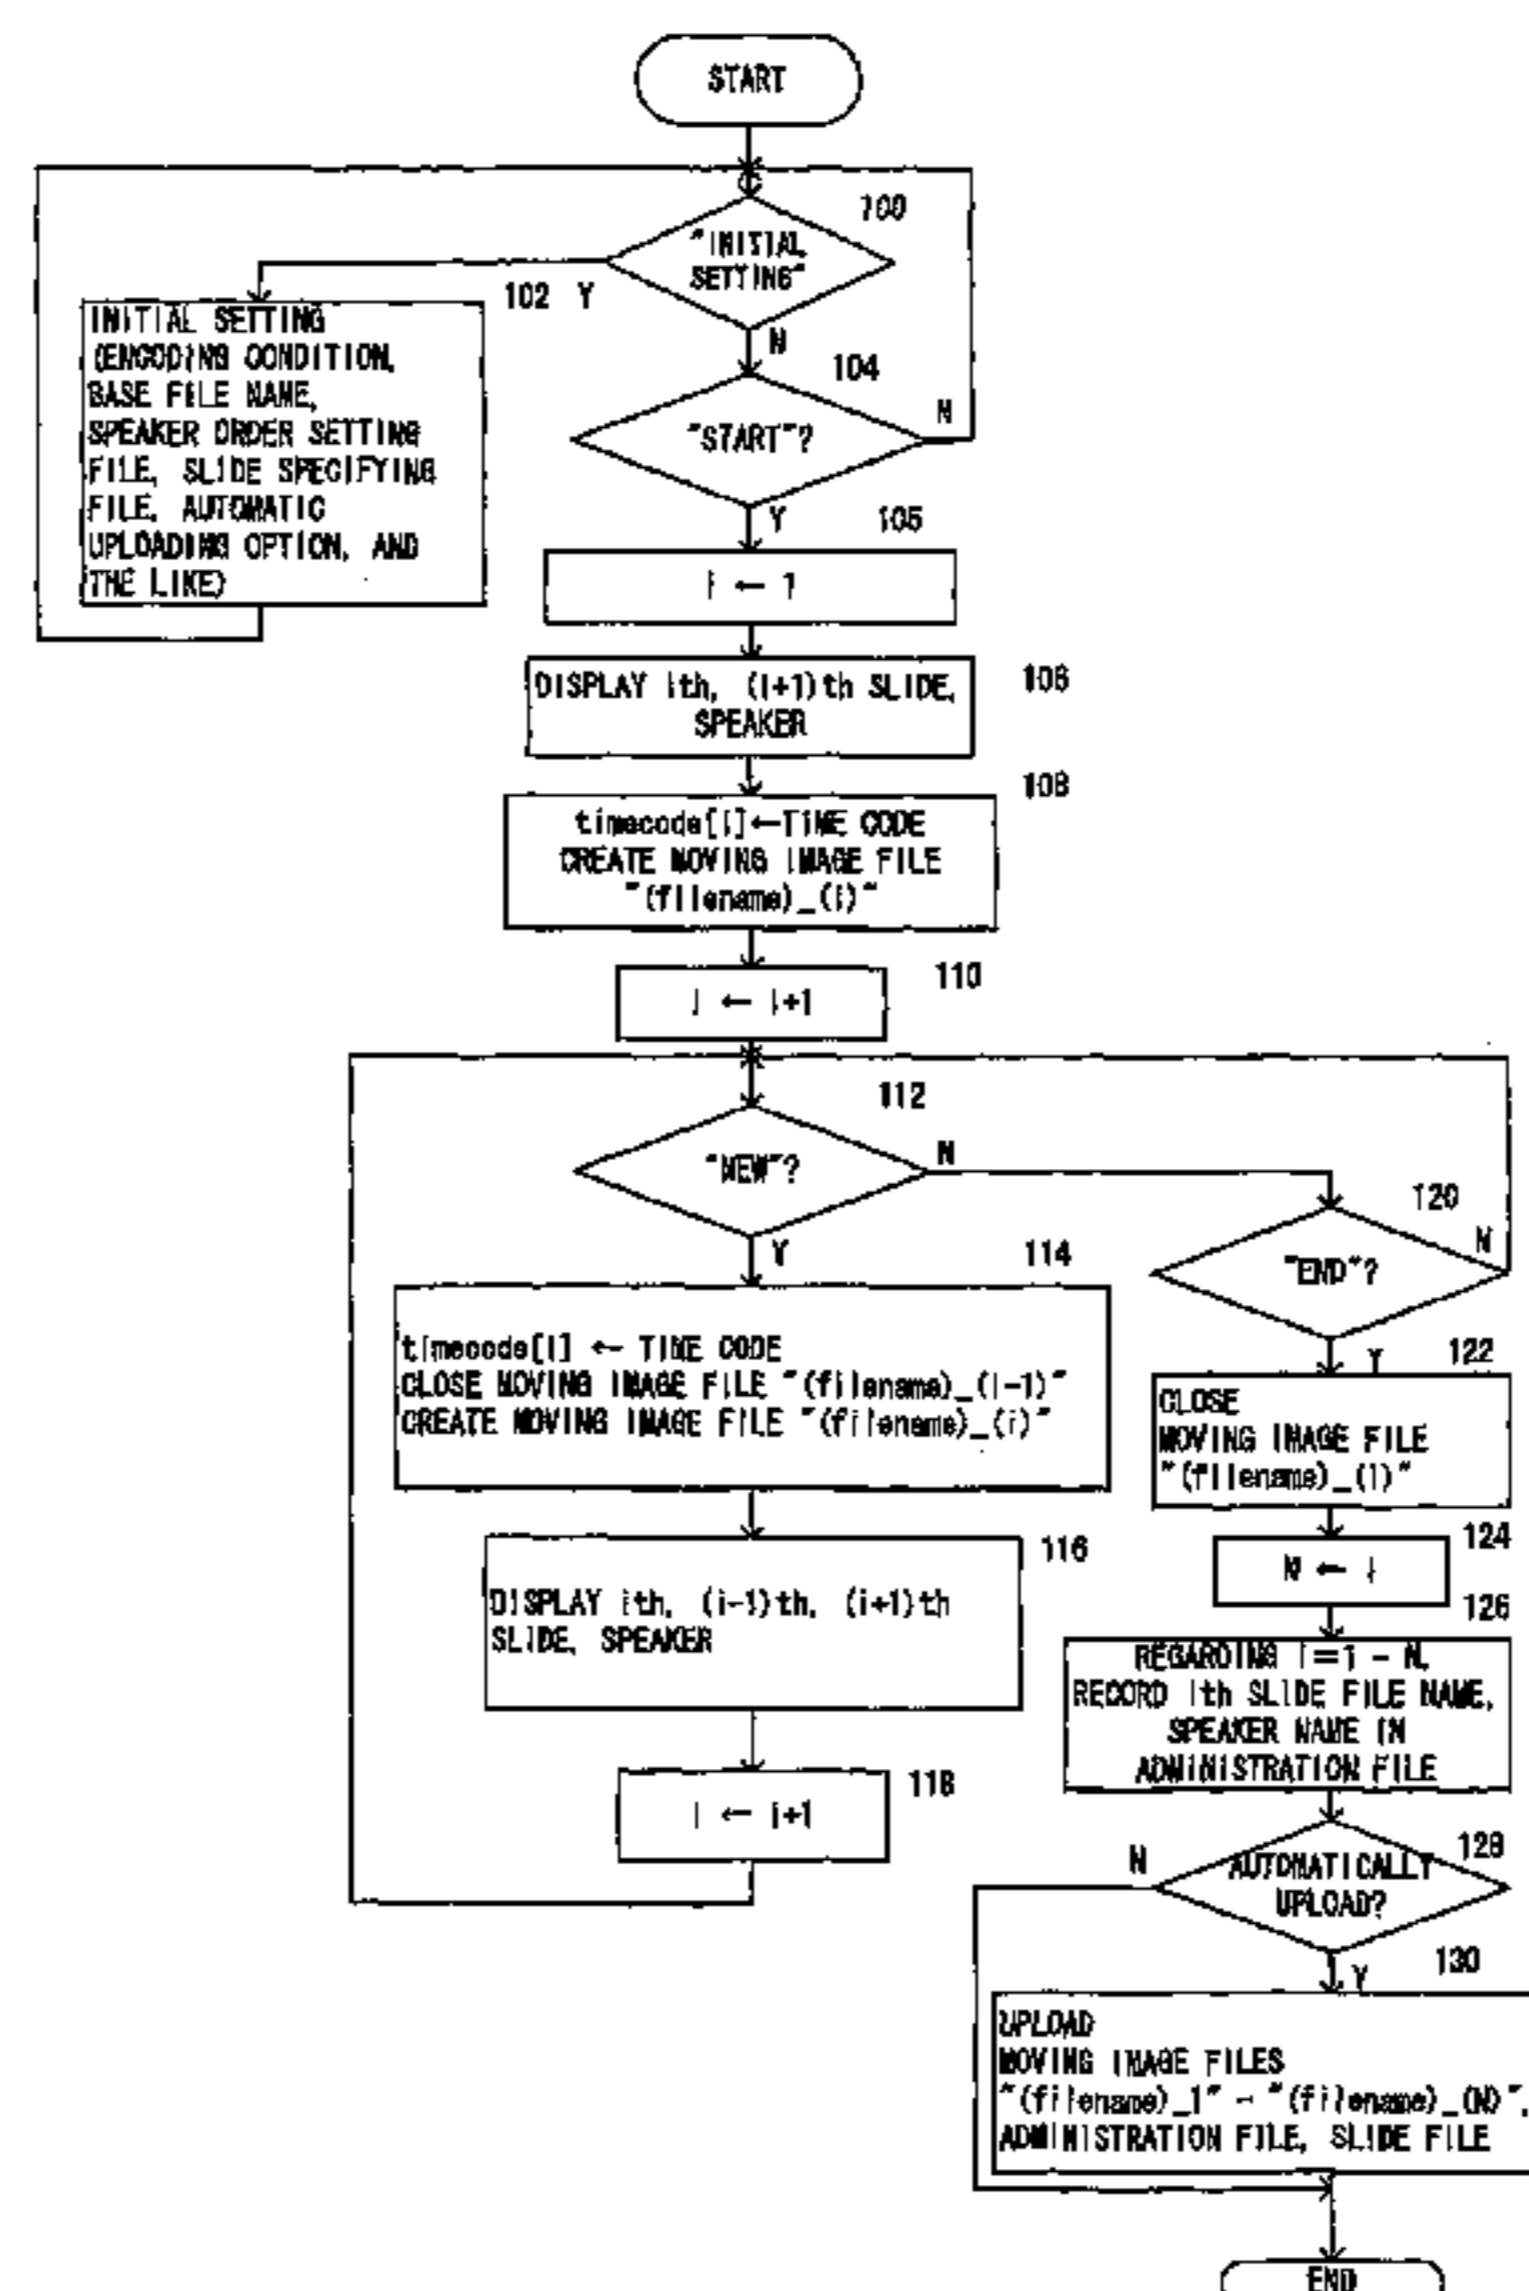 START
100
"INITIAL
SETTING"
102 Y
N
INITIAL SETTING
(ENCODING CONDITION,
BASE FILE NAME,
SPEAKER ORDER SETTING
FILE, SLIDE SPECIFYING
FILE, AUTOMATIC
UPLOADING OPTION, AND
THE LIKE)
104
"START"?
N
Y
105
i ← 1
106
DISPLAY ith, (i+1)th SLIDE,
SPEAKER
108
timecode[i]←TIME CODE
CREATE MOVING IMAGE FILE
"(filename)_(i)"
110
i ← i+1
112
"NEW"?
N
Y
120
"END"?
N
Y
114
timecode[i] ← TIME CODE
CLOSE MOVING IMAGE FILE "(filename)_(i-1)"
CREATE MOVING IMAGE FILE "(filename)_(i)"
122
CLOSE
MOVING IMAGE FILE
"(filename)_(i)"
116
DISPLAY ith, (i-1)th, (i+1)th
SLIDE, SPEAKER
124
N ← i
126
REGARDING i=1 - N,
RECORD ith SLIDE FILE NAME,
SPEAKER NAME IN
ADMINISTRATION FILE
118
i ← i+1
128
N
AUTOMATICALLY
UPLOAD?
Y
130
UPLOAD
MOVING IMAGE FILES
"(filename)_1" - "(filename)_(N)",
ADMINISTRATION FILE, SLIDE FILE
END